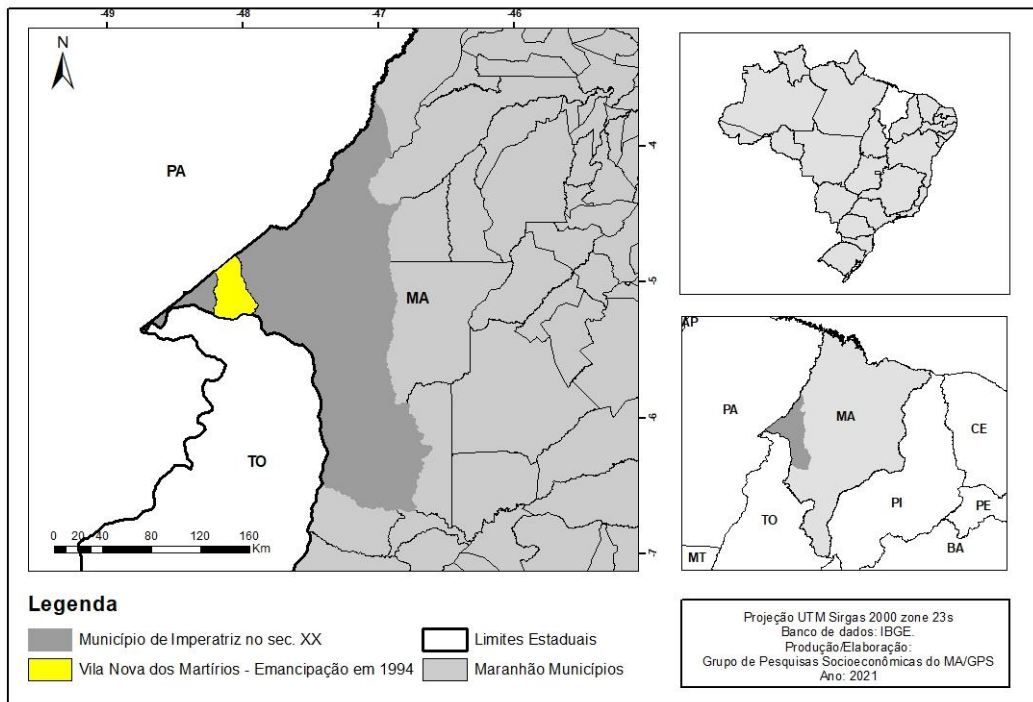 -49 -48 -47 -46
N
PA
-4
-5
MA
-6
TO
-7
0 20 40 80 120 160
Km
AP
PA
MA
CE
TO
PI
PE
BA
MT
Legenda
Município de Imperatriz no sec. XX
Limites Estaduais
Vila Nova dos Martírios - Emancipação em 1994
Maranhão Municípios
Projeção UTM Sirgas 2000 zone 23s
Banco de dados: IBGE.
Produção/Elaboração:
Grupo de Pesquisas Socioeconômicas do MA/GPS
Ano: 2021